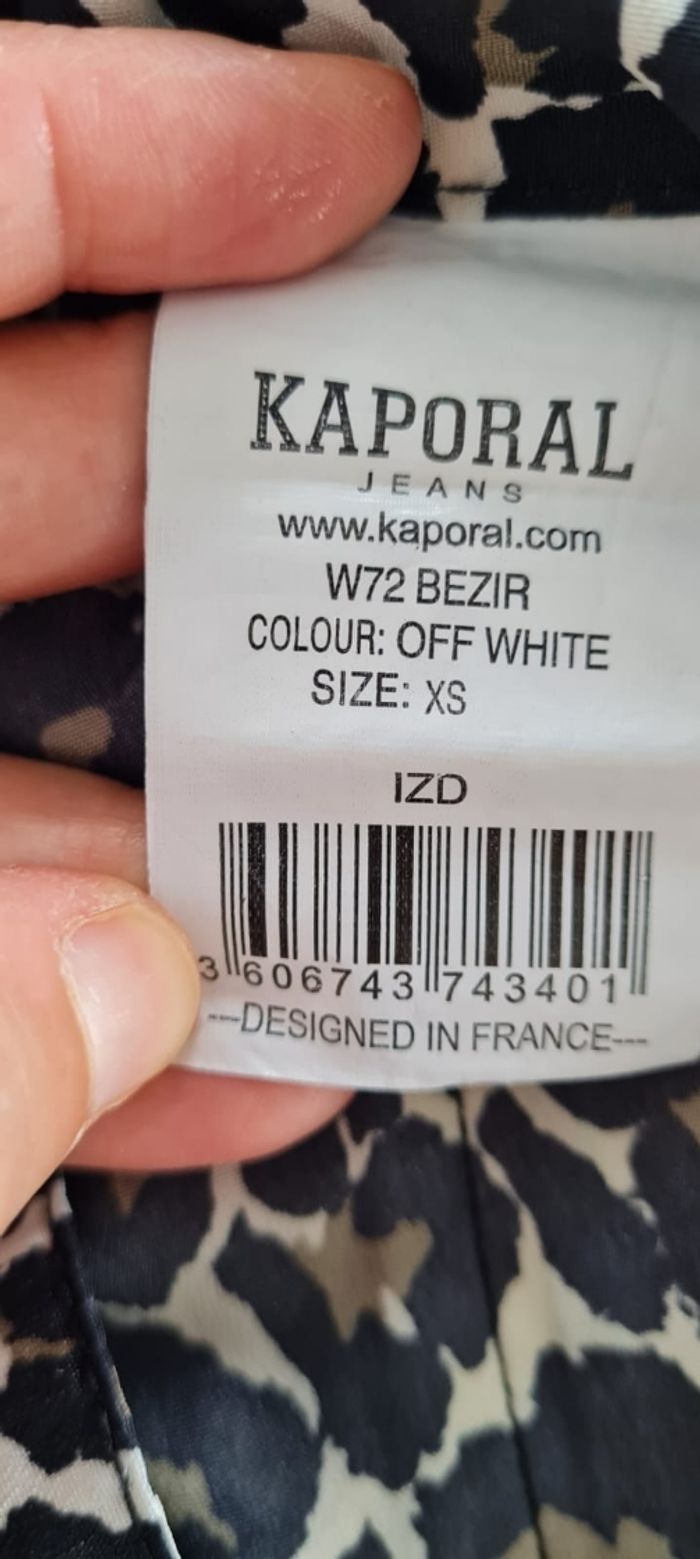 KAPORAL
JEANS
www.kaporal.com
W72 BEZIR
COLOUR: OFF WHITE
SIZE: XS
IZD
3 606743 743401
---DESIGNED IN FRANCE---